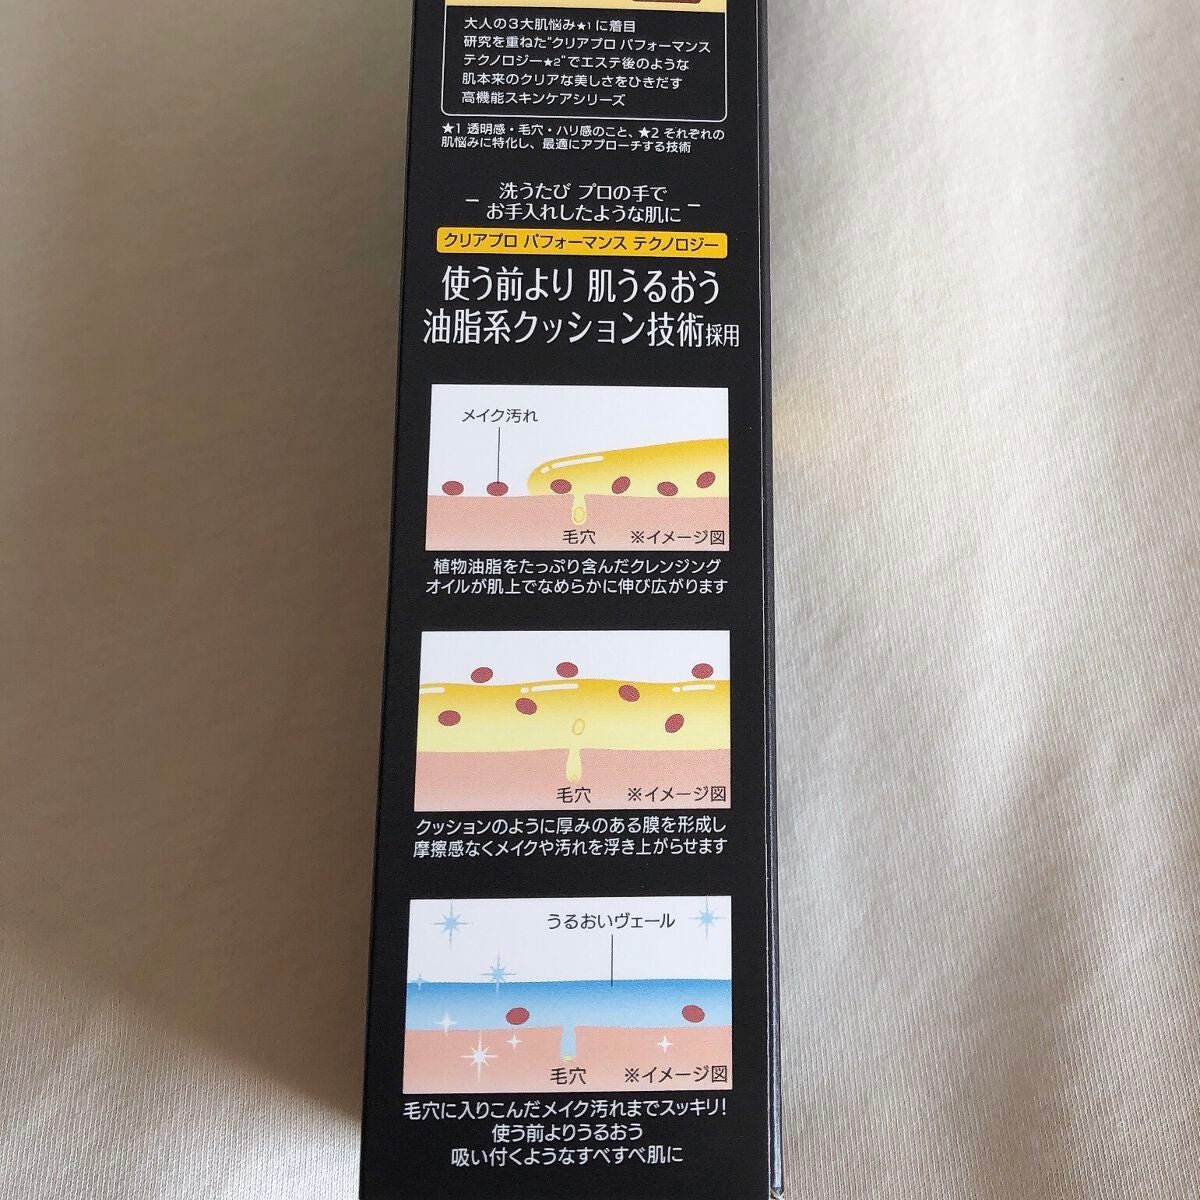 大人の3大肌悩み★1に着目
研究を重ねた“クリアプロ パフォーマンス
テクノロジー★2”でエステ後のような
肌本来のクリアな美しさをひきだす
高機能スキンケアシリーズ
★1 透明感・毛穴・ハリ感のこと、★2 それぞれの
肌悩みに特化し、最適にアプローチする技術
洗うたび プロの手で
お手入れしたような肌に
クリアプロ パフォーマンス テクノロジー
使う前より 肌うるおう
油脂系クッション技術採用
メイク汚れ
毛穴 ※イメージ図
植物油脂をたっぷり含んだクレンジング
オイルが肌上でなめらかに伸び広がります
毛穴 ※イメージ図
クッションのように厚みのある膜を形成し
摩擦感なくメイクや汚れを浮き上がらせます
うるおいヴェール
毛穴 ※イメージ図
毛穴に入りこんだメイク汚れまでスッキリ!
使う前よりうるおう
吸い付くようなすべすべ肌に